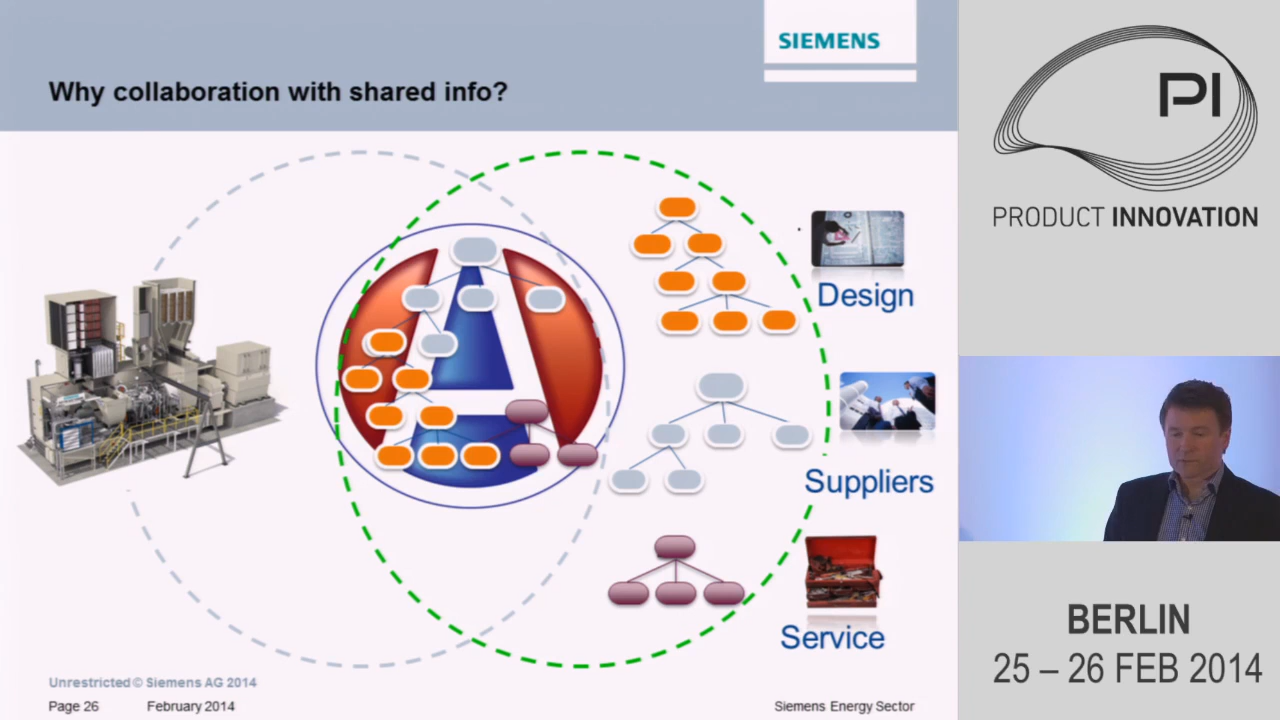 SIEMENS
Why collaboration with shared info?
Design
Suppliers
Service
Unrestricted © Siemens AG 2014
Page 26 February 2014 Siemens Energy Sector
PI
PRODUCT INNOVATION
BERLIN
25 – 26 FEB 2014